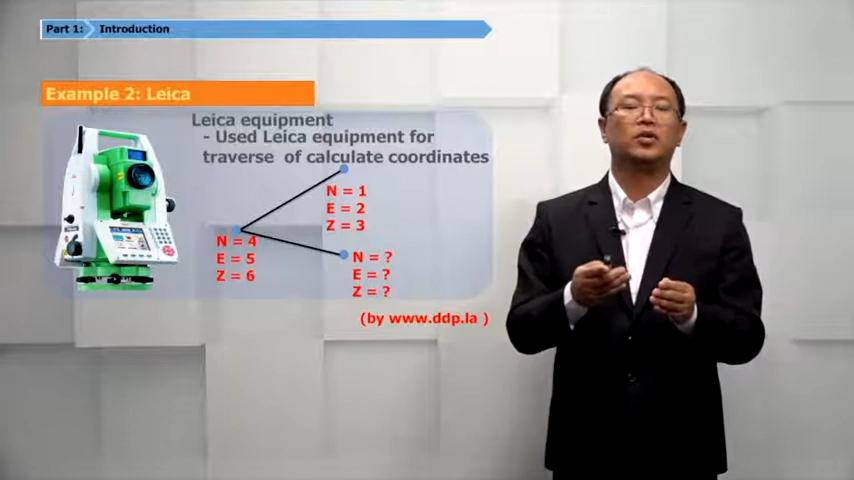 Part 1: Introduction
Example 2: Leica
Leica equipment
- Used Leica equipment for
traverse of calculate coordinates
N = 1
E = 2
Z = 3
N = 4
E = 5
Z = 6
N = ?
E = ?
Z = ?
(by www.ddp.la )